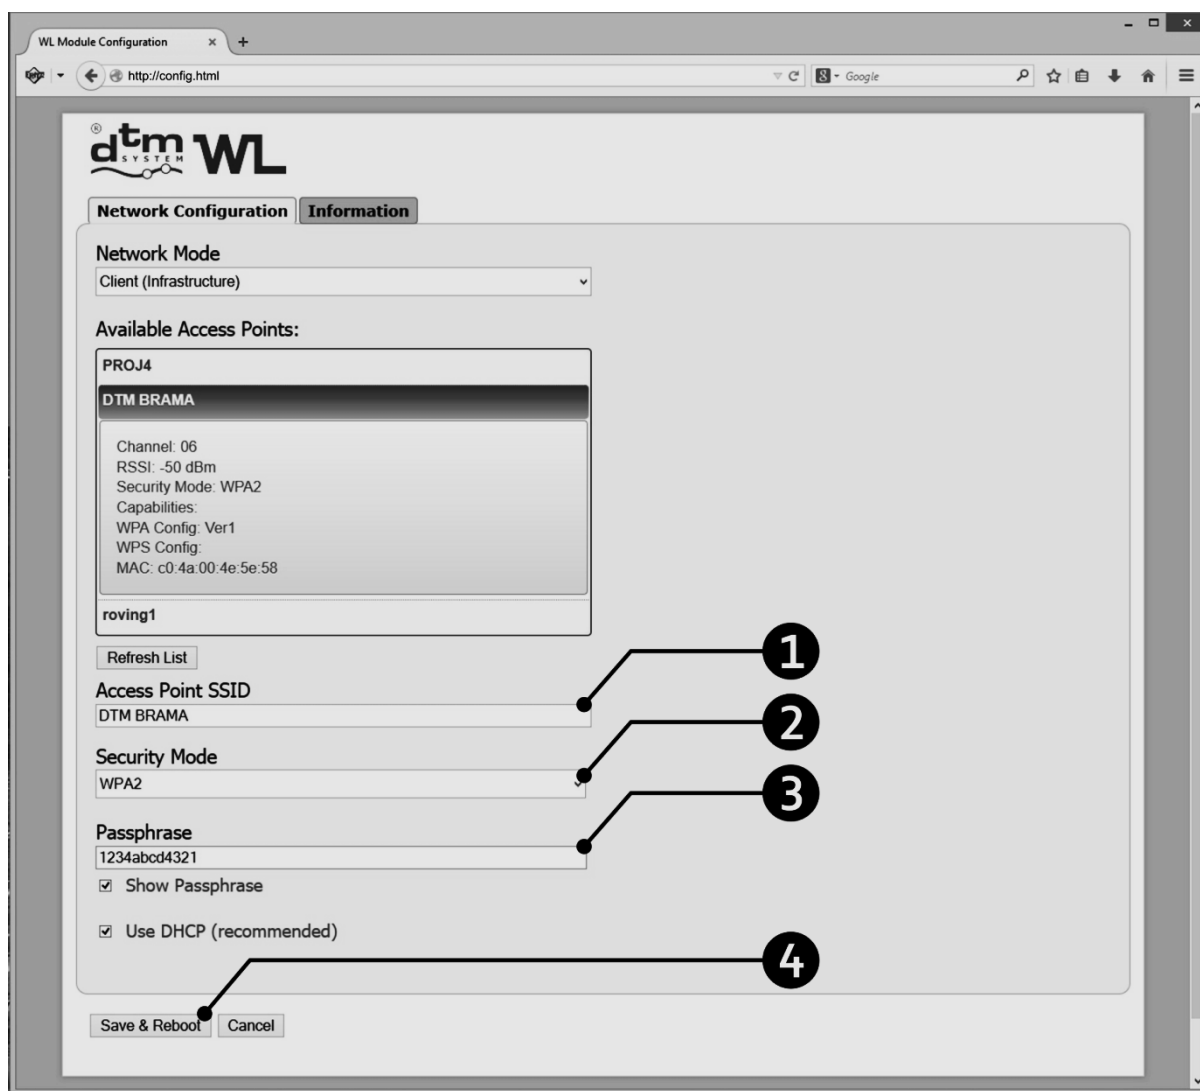 WL Module Configuration × +
http://config.html 8 Google
® dtm WL
SYSTEM
Network Configuration Information
Network Mode
Client (Infrastructure)
Available Access Points:
PROJ4
DTM BRAMA
Channel: 06
RSSI: -50 dBm
Security Mode: WPA2
Capabilities:
WPA Config: Ver1
WPS Config:
MAC: c0:4a:00:4e:5e:58
roving1
Refresh List
1
Access Point SSID
DTM BRAMA
2
Security Mode
WPA2
3
Passphrase
1234abcd4321
Show Passphrase
Use DHCP (recommended)
4
Save & Reboot Cancel